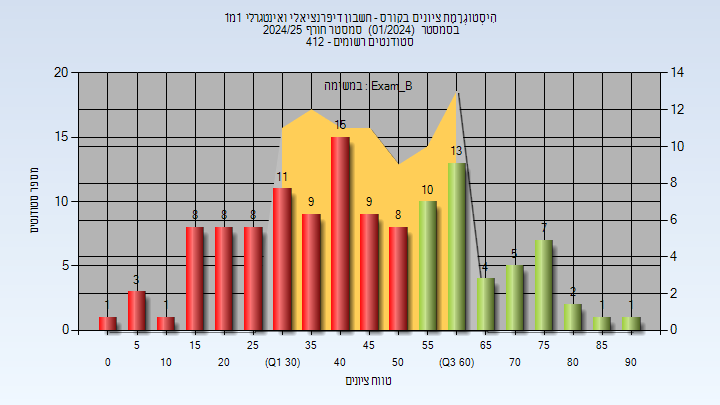 הִיסְטוֹגְרָמַת ציונים בקורס - חשבון דיפרנציאלי ואינטגרלי 1מ1
בסמסטר (01/2024) סמסטר חורף 2024/25
סטודנטים רשומים - 412
במשימה : Exam_B
מספר סטודנטים
20 14
15 12
10 10
5 8
0 6
4
2
0
1 3 1 8 8 8 11 9 15 9 8 10 13 4 5 7 2 1 1
5 15 25 35 45 55 65 75 85
0 10 20 (Q1 30) 40 50 (Q3 60) 70 80 90
טווח ציונים